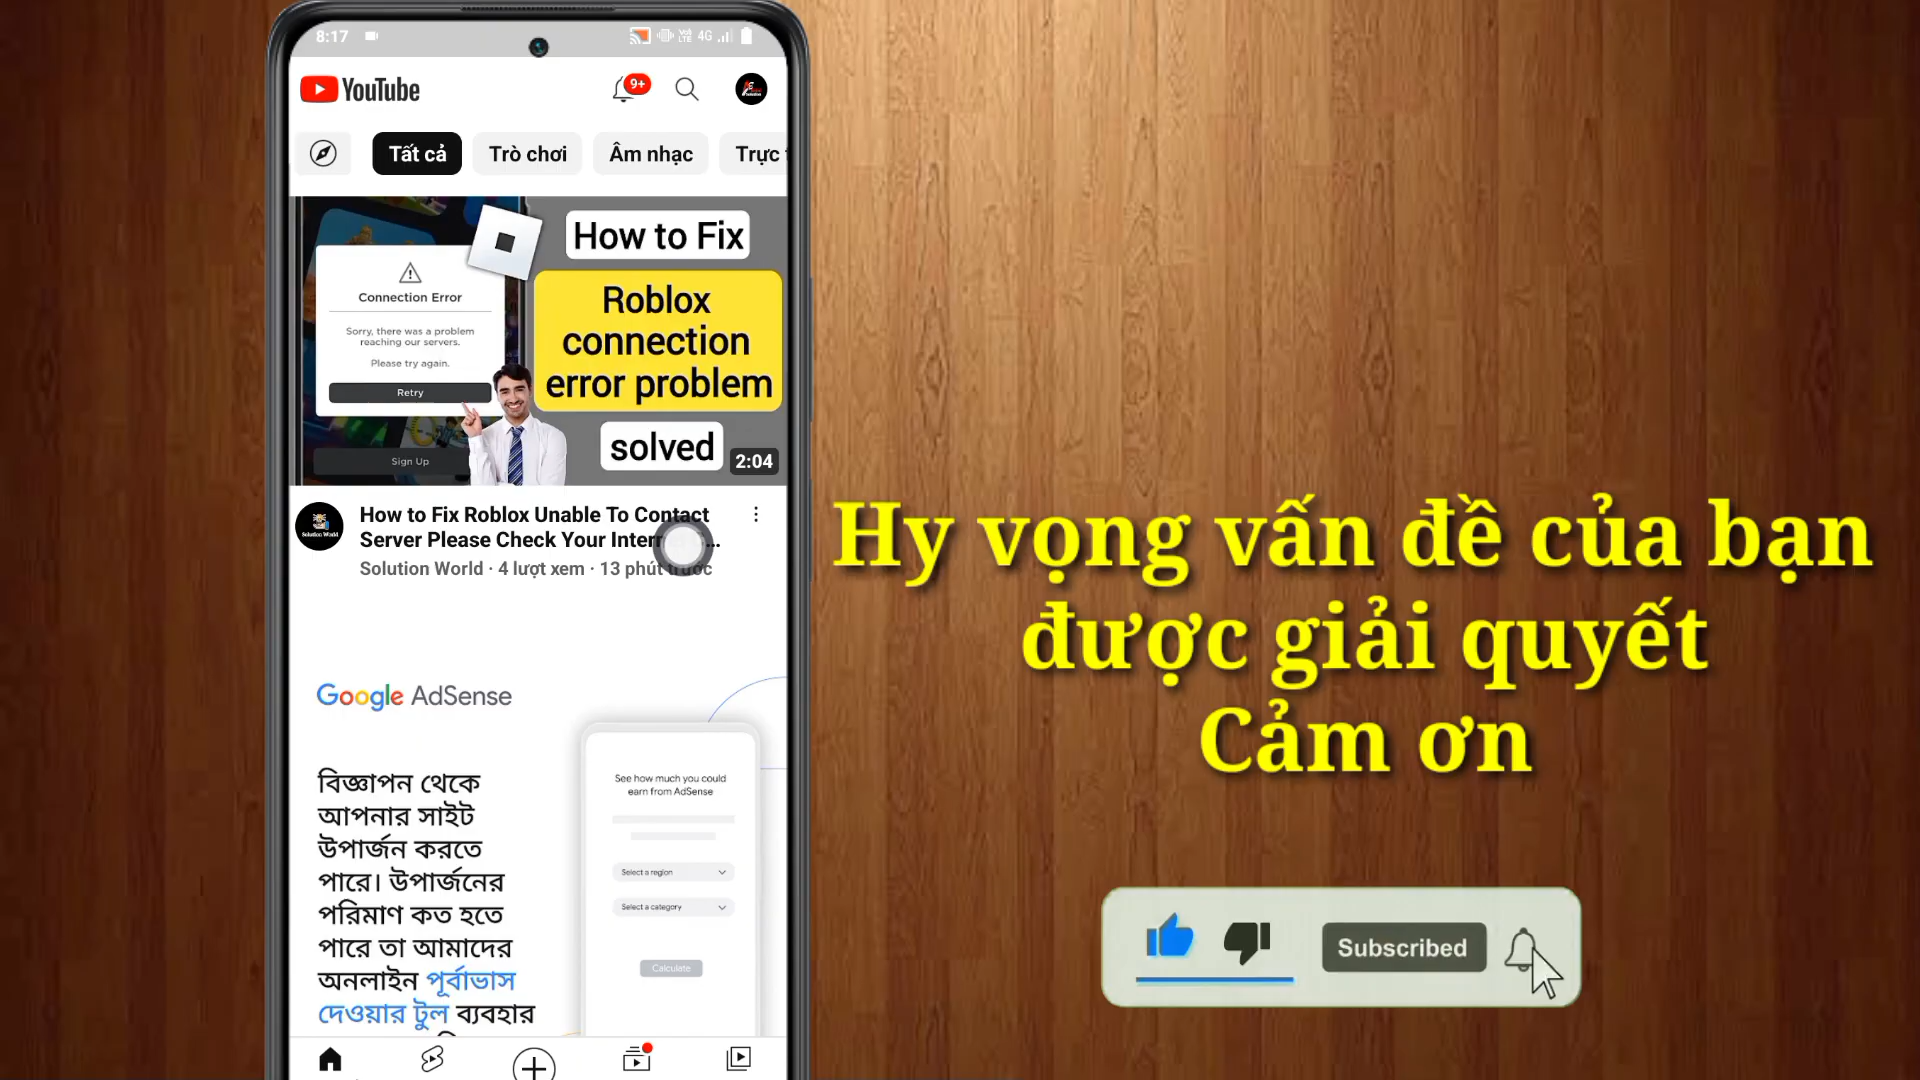 8:17
Vo) LTE 4G
YouTube
9+
Tất cả
Trò chơi
Âm nhạc
Trực
Connection Error
Sorry, there was a problem
reaching our servers.
Please try again.
Retry
Sign Up
How to Fix
Roblox
connection
error problem
solved
2:04
Solution World
How to Fix Roblox Unable To Contact
Server Please Check Your Inter...
Solution World · 4 lượt xem · 13 phút trước
Google AdSense
বিজ্ঞাপন থেকে
আপনার সাইট
উপার্জন করতে
পারে। উপার্জনের
পরিমাণ কত হতে
পারে তা আমাদের
অনলাইন পূর্বাভাস
দেওয়ার টুল ব্যবহার
See how much you could
earn from AdSense
Select a region
Select a category
Calculate
Hy vọng vấn đề của bạn
được giải quyết
Cảm ơn
Subscribed